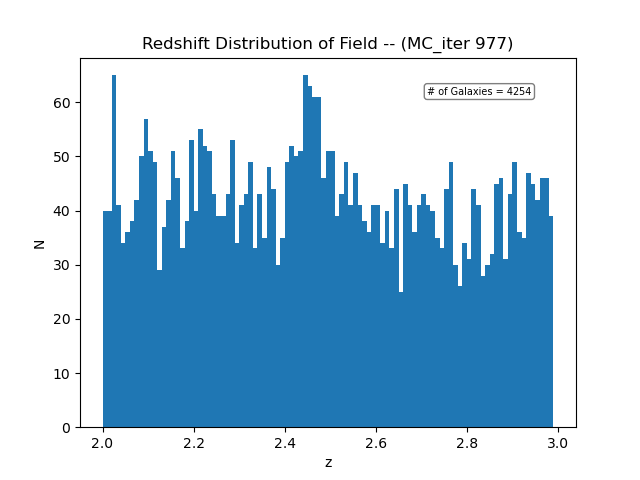 Redshift Distribution of Field -- (MC_iter 977)
# of Galaxies = 4254
60
50
40
30
20
10
0
N
2.0 2.2 2.4 2.6 2.8 3.0
z